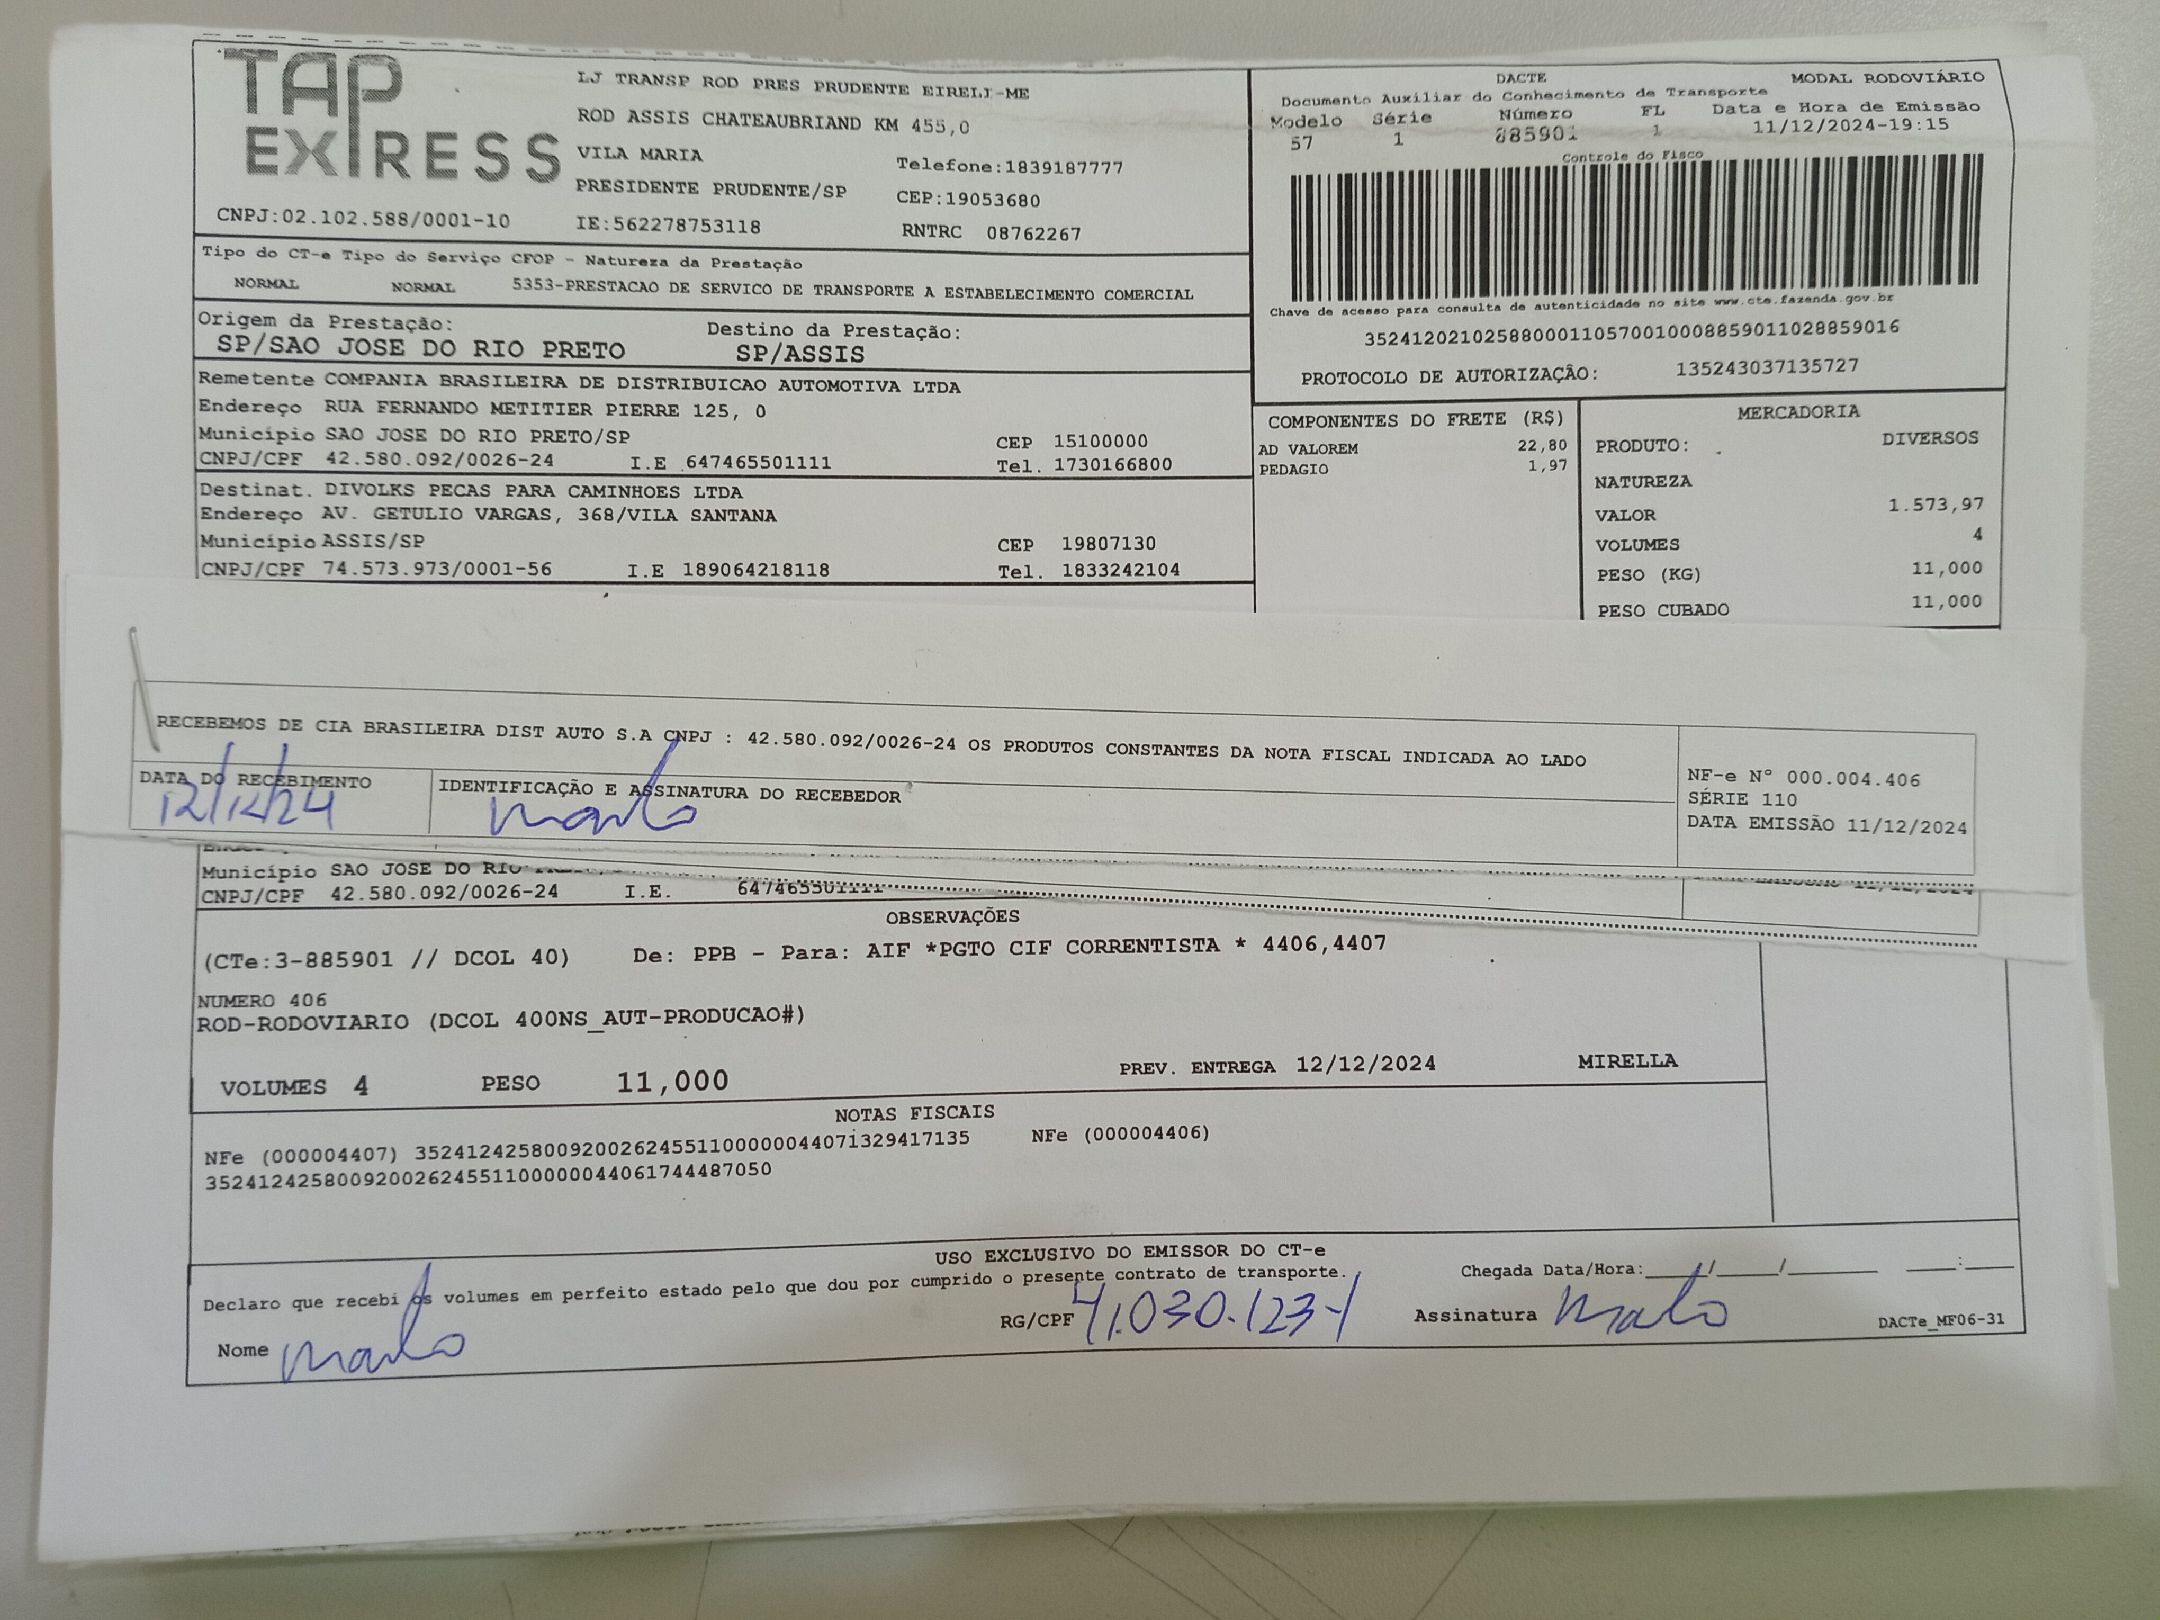 TAP EXPRESS
LJ TRANSP ROD PRES PRUDENTE EIRELI-ME
ROD ASSIS CHATEAUBRIAND KM 455,0
VILA MARIA Telefone:1839187777
PRESIDENTE PRUDENTE/SP CEP:19053680
CNPJ:02.102.588/0001-10 IE:562278753118 RNTRC 08762267
DACTE MODAL RODOVIÁRIO
Documento Auxiliar do Conhecimento de Transporte
Modelo Série Número FL Data e Hora de Emissão
57 1 885901 1 11/12/2024-19:15
Controle do Fisco
Chave de acesso para consulta de autenticidade no site www.cte.fazenda.gov.br
35241202102588000110570010008859011028859016
PROTOCOLO DE AUTORIZAÇÃO: 135243037135727
Tipo do CT-e Tipo do Serviço CFOP - Natureza da Prestação
NORMAL NORMAL 5353-PRESTACAO DE SERVICO DE TRANSPORTE A ESTABELECIMENTO COMERCIAL
Origem da Prestação: Destino da Prestação:
SP/SAO JOSE DO RIO PRETO SP/ASSIS
Remetente COMPANIA BRASILEIRA DE DISTRIBUICAO AUTOMOTIVA LTDA
Endereço RUA FERNANDO METITIER PIERRE 125, 0
Município SAO JOSE DO RIO PRETO/SP CEP 15100000
CNPJ/CPF 42.580.092/0026-24 I.E 647465501111 Tel. 1730166800
Destinat. DIVOLKS PECAS PARA CAMINHOES LTDA
Endereço AV. GETULIO VARGAS, 368/VILA SANTANA
Município ASSIS/SP CEP 19807130
CNPJ/CPF 74.573.973/0001-56 I.E 189064218118 Tel. 1833242104
COMPONENTES DO FRETE (R$)
AD VALOREM 22,80
PEDAGIO 1,97
MERCADORIA
PRODUTO: DIVERSOS
NATUREZA
VALOR 1.573,97
VOLUMES 4
PESO (KG) 11,000
PESO CUBADO 11,000
RECEBEMOS DE CIA BRASILEIRA DIST AUTO S.A CNPJ : 42.580.092/0026-24 OS PRODUTOS CONSTANTES DA NOTA FISCAL INDICADA AO LADO
DATA DO RECEBIMENTO IDENTIFICAÇÃO E ASSINATURA DO RECEBEDOR
12/12/24
NF-e N° 000.004.406
SÉRIE 110
DATA EMISSÃO 11/12/2024
Município SAO JOSE DO RIO
CNPJ/CPF 42.580.092/0026-24 I.E. 647465501111
OBSERVAÇÕES
(CTe:3-885901 // DCOL 40) De: PPB - Para: AIF *PGTO CIF CORRENTISTA * 4406,4407
NUMERO 406
ROD-RODOVIARIO (DCOL 400NS_AUT-PRODUCAO#)
VOLUMES 4 PESO 11,000 PREV. ENTREGA 12/12/2024 MIRELLA
NOTAS FISCAIS
NFe (000004407) 35241242580092002624551100000044071329417135 NFe (000004406)
35241242580092002624551100000044061744487050
USO EXCLUSIVO DO EMISSOR DO CT-e
Declaro que recebi os volumes em perfeito estado pelo que dou por cumprido o presente contrato de transporte.
Chegada Data/Hora:____/____/________ ____:____
Nome RG/CPF 41.030.123-1 Assinatura
DACTe_MF06-31